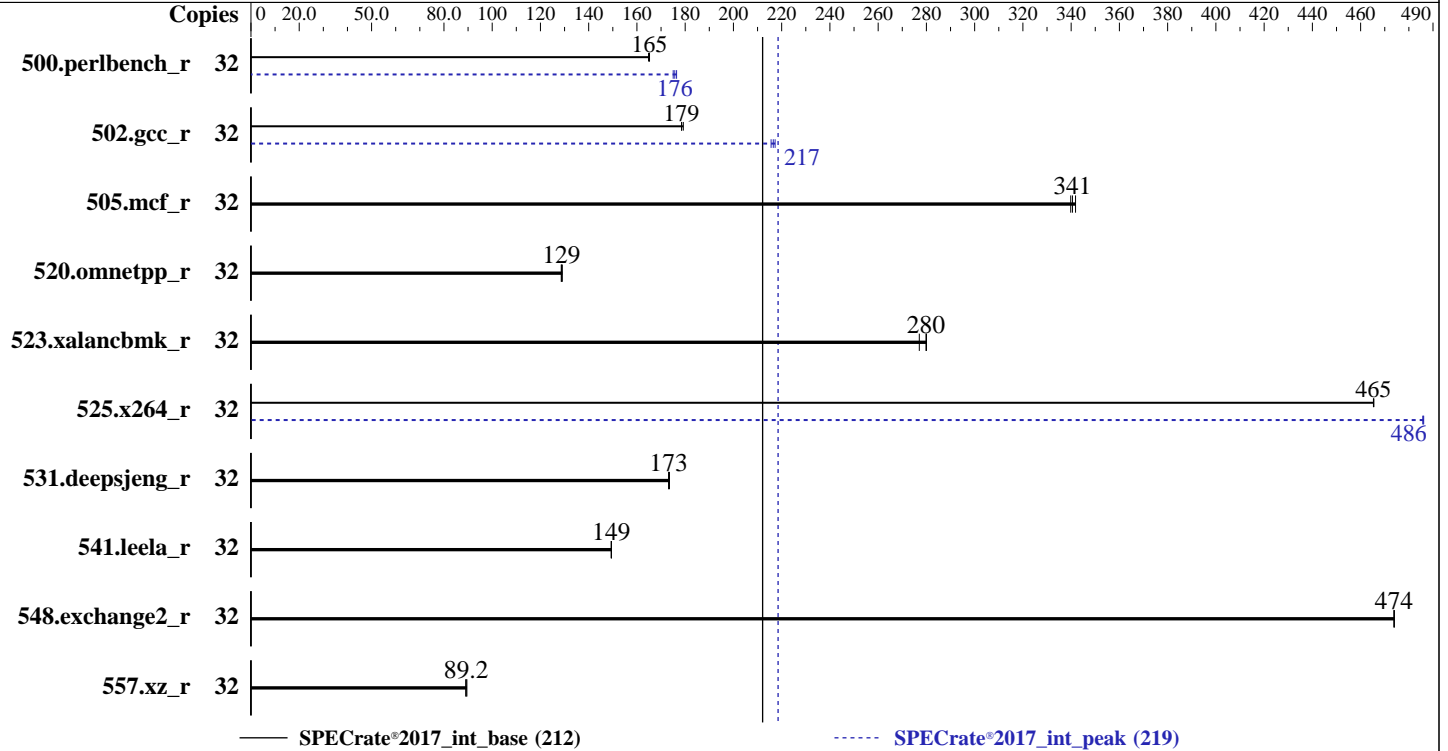 Copies 0 20.0 50.0 80.0 100 120 140 160 180 200 220 240 260 280 300 320 340 360 380 400 420 440 460 490
165
500.perlbench_r 32
176
179
502.gcc_r 32
217
341
505.mcf_r 32
129
520.omnetpp_r 32
280
523.xalancbmk_r 32
465
525.x264_r 32
486
173
531.deepsjeng_r 32
149
541.leela_r 32
474
548.exchange2_r 32
89.2
557.xz_r 32
SPECrate®2017_int_base (212) SPECrate®2017_int_peak (219)